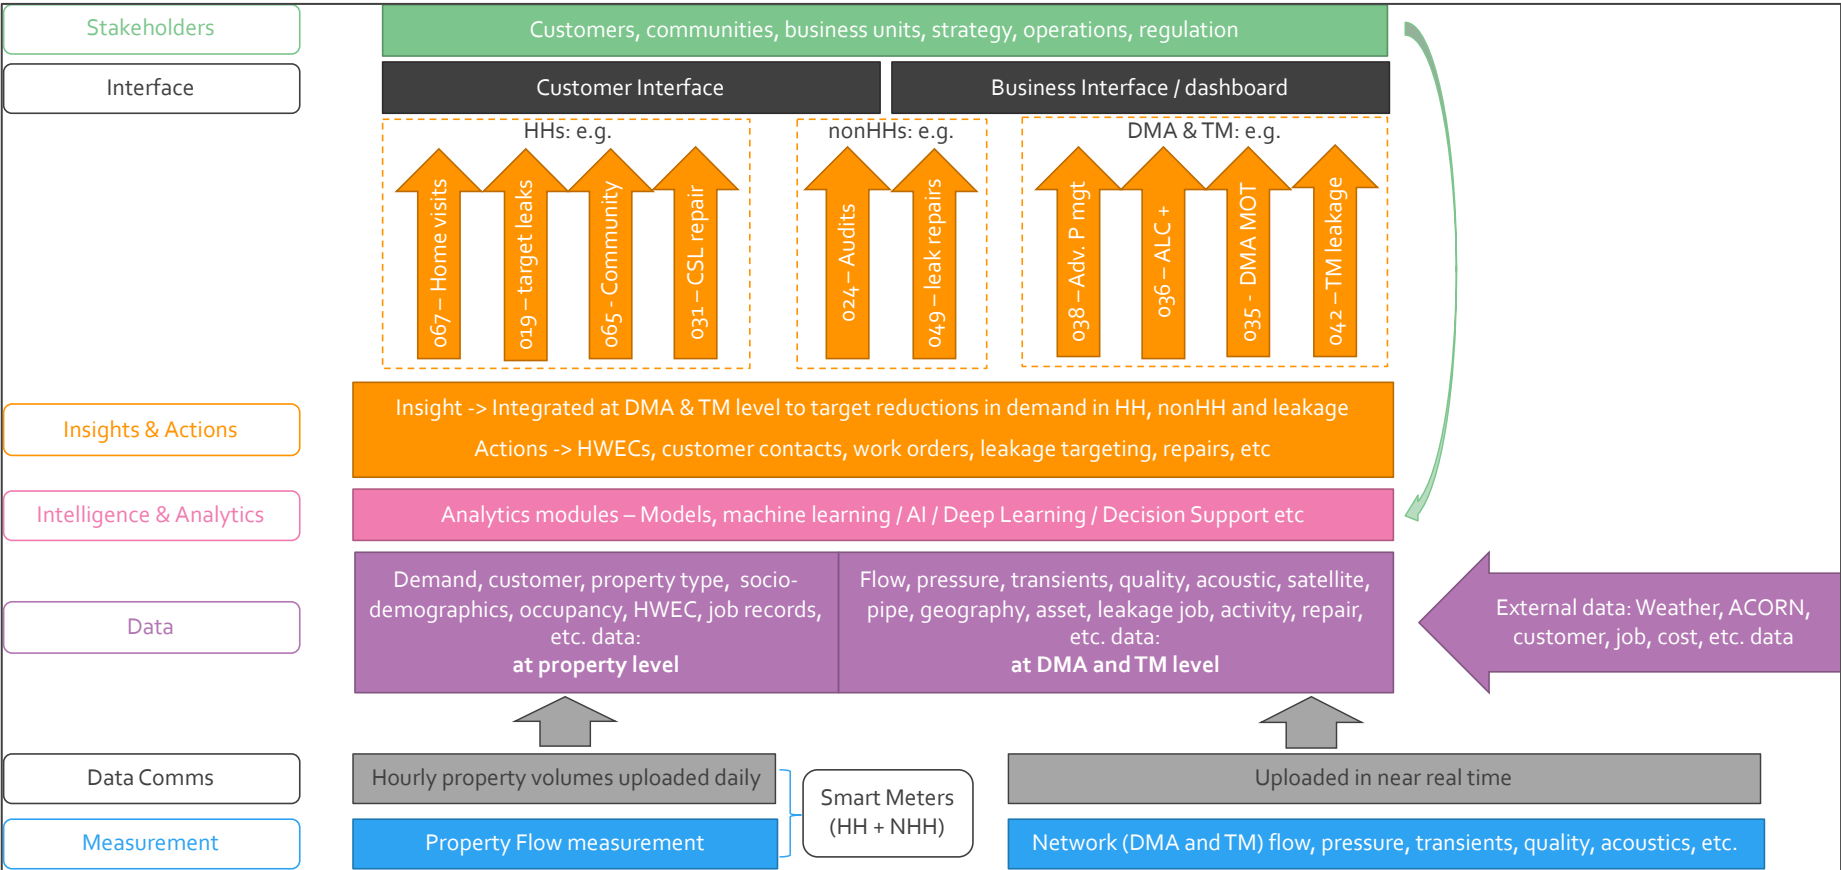 Stakeholders
Customers, communities, business units, strategy, operations, regulation
Interface
Customer Interface
Business Interface / dashboard
HHs: e.g.
067 – Home visits
019 – target leaks
065 - Community
031 – CSL repair
nonHHs: e.g.
024 – Audits
049 – leak repairs
DMA & TM: e.g.
038 – Adv. P mgt
036 – ALC +
035 - DMA MOT
042 – TM leakage
Insights & Actions
Insight -> Integrated at DMA & TM level to target reductions in demand in HH, nonHH and leakage
Actions -> HWECs, customer contacts, work orders, leakage targeting, repairs, etc
Intelligence & Analytics
Analytics modules – Models, machine learning / AI / Deep Learning / Decision Support etc
Data
Demand, customer, property type, socio-
demographics, occupancy, HWEC, job records,
etc. data:
at property level
Flow, pressure, transients, quality, acoustic, satellite,
pipe, geography, asset, leakage job, activity, repair,
etc. data:
at DMA and TM level
External data: Weather, ACORN,
customer, job, cost, etc. data
Data Comms
Hourly property volumes uploaded daily
Smart Meters
(HH + NHH)
Uploaded in near real time
Measurement
Property Flow measurement
Network (DMA and TM) flow, pressure, transients, quality, acoustics, etc.